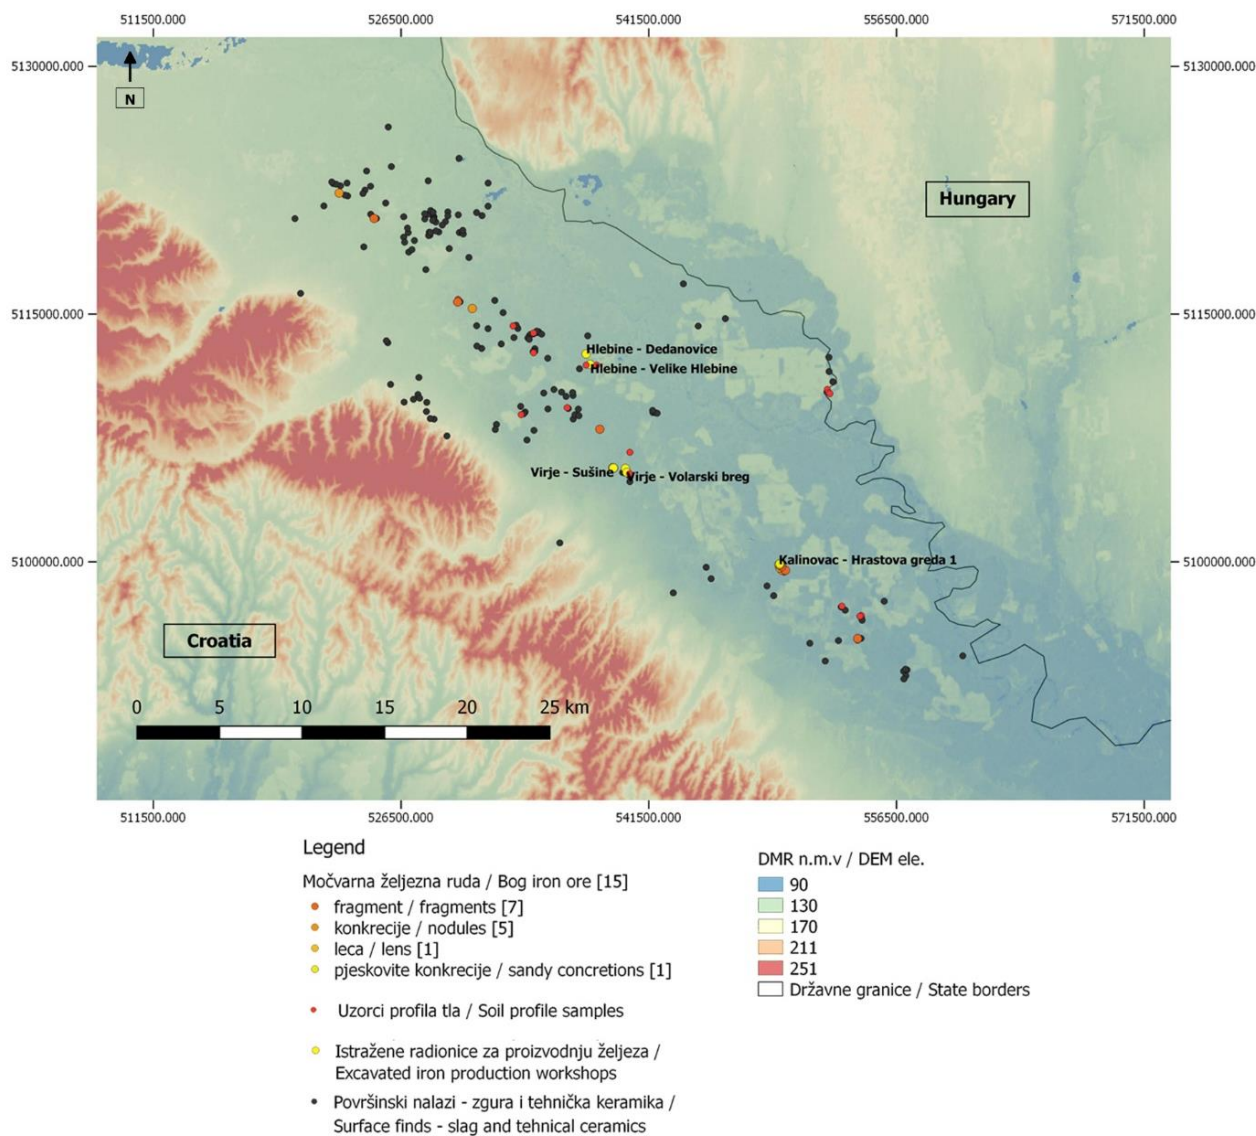 511500.000 526500.000 541500.000 556500.000 571500.000
5130000.000 5130000.000
N
Hungary
5115000.000 5115000.000
Hlebine - Dedanovice
Hlebine - Velike Hlebine
Virje - Sušine
Virje - Volarski breg
Kalinovac - Hrastova greda 1
5100000.000 5100000.000
Croatia
0 5 10 15 20 25 km
511500.000 526500.000 541500.000 556500.000 571500.000
Legend
Močvarna željezna ruda / Bog iron ore [15]
fragment / fragments [7]
konkrecije / nodules [5]
leca / lens [1]
pjeskovite konkrecije / sandy concretions [1]
Uzorci profila tla / Soil profile samples
Istražene radionice za proizvodnju željeza /
Excavated iron production workshops
Površinski nalazi - zgura i tehnička keramika /
Surface finds - slag and tehnical ceramics
DMR n.m.v / DEM ele.
90
130
170
211
251
Državne granice / State borders